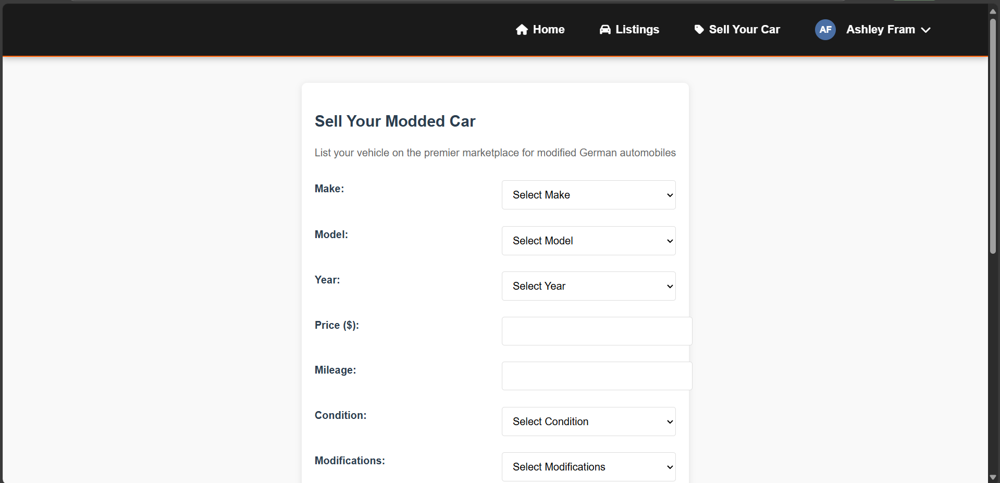 Home
Listings
Sell Your Car
AF
Ashley Fram
Sell Your Modded Car
List your vehicle on the premier marketplace for modified German automobiles
Make:
Select Make
Model:
Select Model
Year:
Select Year
Price ($):
Mileage:
Condition:
Select Condition
Modifications:
Select Modifications